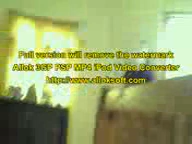 Full version will remove the watermark
Allok 3GP PSP MP4 iPod Video Converter
http://www.alloksoft.com